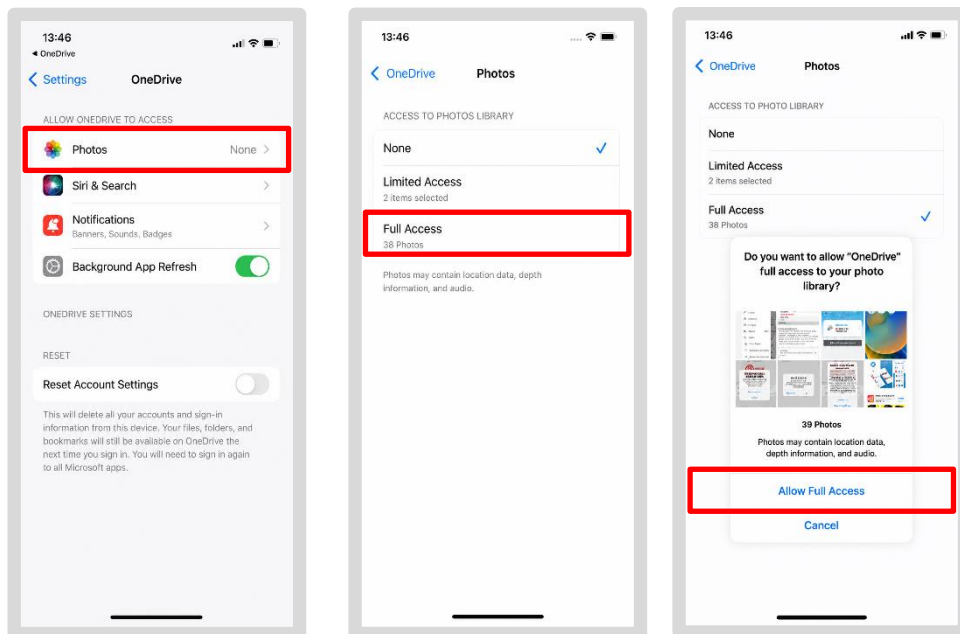 13:46
◀ OneDrive
Settings
OneDrive
ALLOW ONEDRIVE TO ACCESS
Photos None
Siri & Search
Notifications
Banners, Sounds, Badges
Background App Refresh
ONEDRIVE SETTINGS
RESET
Reset Account Settings
This will delete all your accounts and sign-in
information from this device. Your files, folders, and
bookmarks will still be available on OneDrive the
next time you sign in. You will need to sign in again
to all Microsoft apps.
13:46
OneDrive
Photos
ACCESS TO PHOTOS LIBRARY
None
Limited Access
2 items selected
Full Access
38 Photos
Photos may contain location data, depth
information, and audio.
13:46
OneDrive
Photos
ACCESS TO PHOTO LIBRARY
None
Limited Access
2 items selected
Full Access
38 Photos
Do you want to allow "OneDrive"
full access to your photo
library?
39 Photos
Photos may contain location data,
depth information, and audio.
Allow Full Access
Cancel